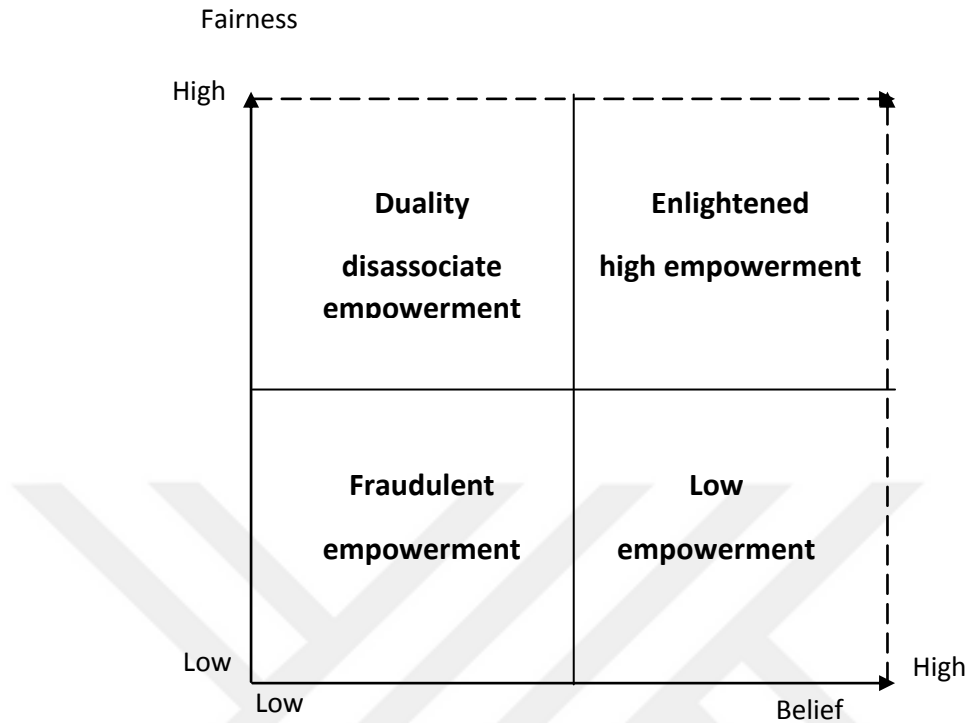 Fairness
High
Duality
disassociate
empowerment
Enlightened
high empowerment
Fraudulent
empowerment
Low
empowerment
Low
High
Low
Belief